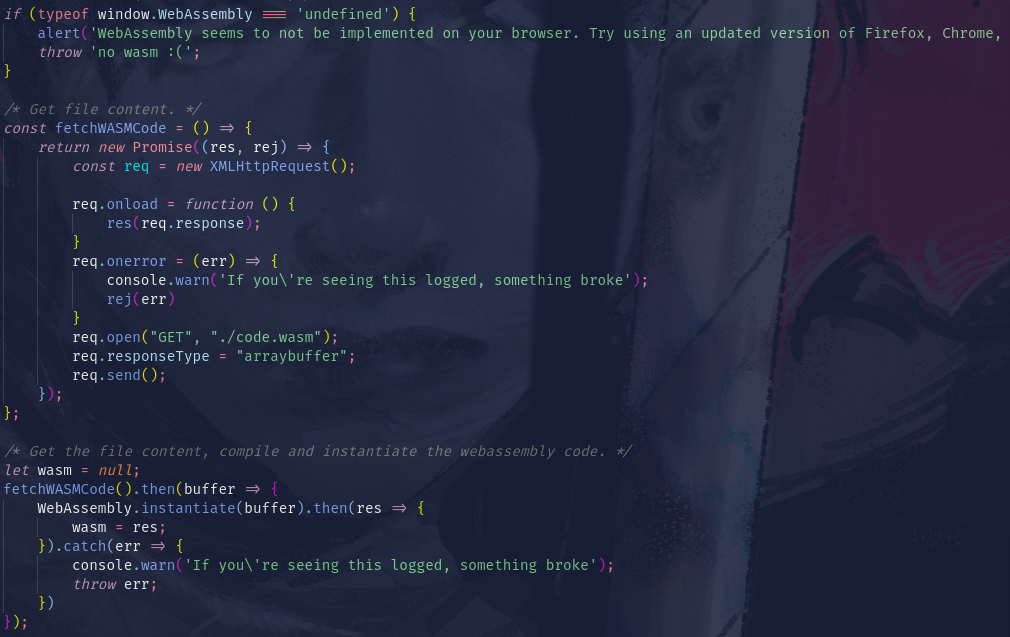 if (typeof window.WebAssembly === 'undefined') {
    alert('WebAssembly seems to not be implemented on your browser. Try using an updated version of Firefox, Chrome,
    throw 'no wasm :(';
}

/* Get file content. */
const fetchWASMCode = () => {
    return new Promise((res, rej) => {
        const req = new XMLHttpRequest();

        req.onload = function () {
            res(req.response);
        }
        req.onerror = (err) => {
            console.warn('If you\'re seeing this logged, something broke');
            rej(err)
        }
        req.open("GET", "./code.wasm");
        req.responseType = "arraybuffer";
        req.send();
    });
};

/* Get the file content, compile and instantiate the webassembly code. */
let wasm = null;
fetchWASMCode().then(buffer => {
    WebAssembly.instantiate(buffer).then(res => {
        wasm = res;
    }).catch(err => {
        console.warn('If you\'re seeing this logged, something broke');
        throw err;
    })
});